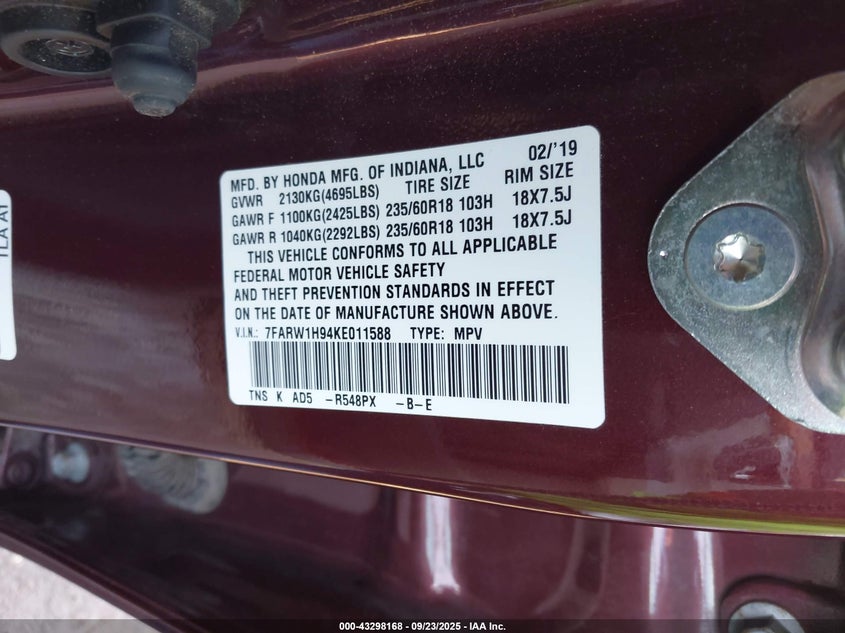 MFD. BY HONDA MFG. OF INDIANA, LLC 02/'19
GVWR 2130KG(4695LBS) TIRE SIZE RIM SIZE
GAWR F 1100KG(2425LBS) 235/60R18 103H 18X7.5J
GAWR R 1040KG(2292LBS) 235/60R18 103H 18X7.5J
THIS VEHICLE CONFORMS TO ALL APPLICABLE
FEDERAL MOTOR VEHICLE SAFETY
AND THEFT PREVENTION STANDARDS IN EFFECT
ON THE DATE OF MANUFACTURE SHOWN ABOVE.
V.I.N.: 7FARW1H94KE011588 TYPE: MPV
TNS K AD5 -R548PX -B-E
000-43298168 - 09/23/2025 - IAA Inc.